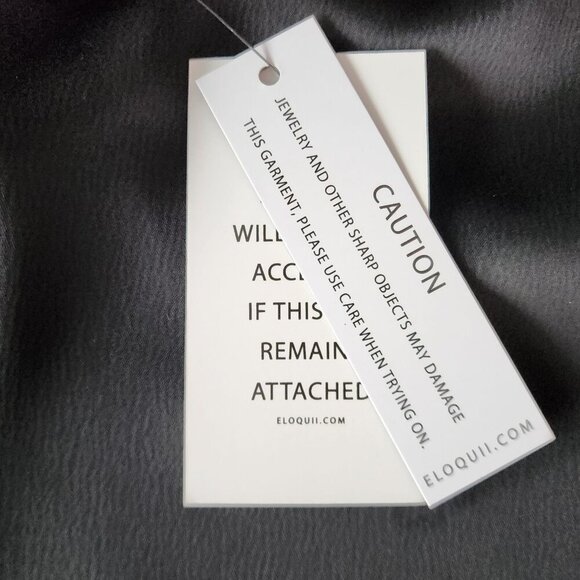 CAUTION
JEWELRY AND OTHER SHARP OBJECTS MAY DAMAGE
THIS GARMENT, PLEASE USE CARE WHEN TRYING ON.
ELOQUII.COM
WILL
IF THIS
REMAIN
ATTACHED
ELOQUII.COM